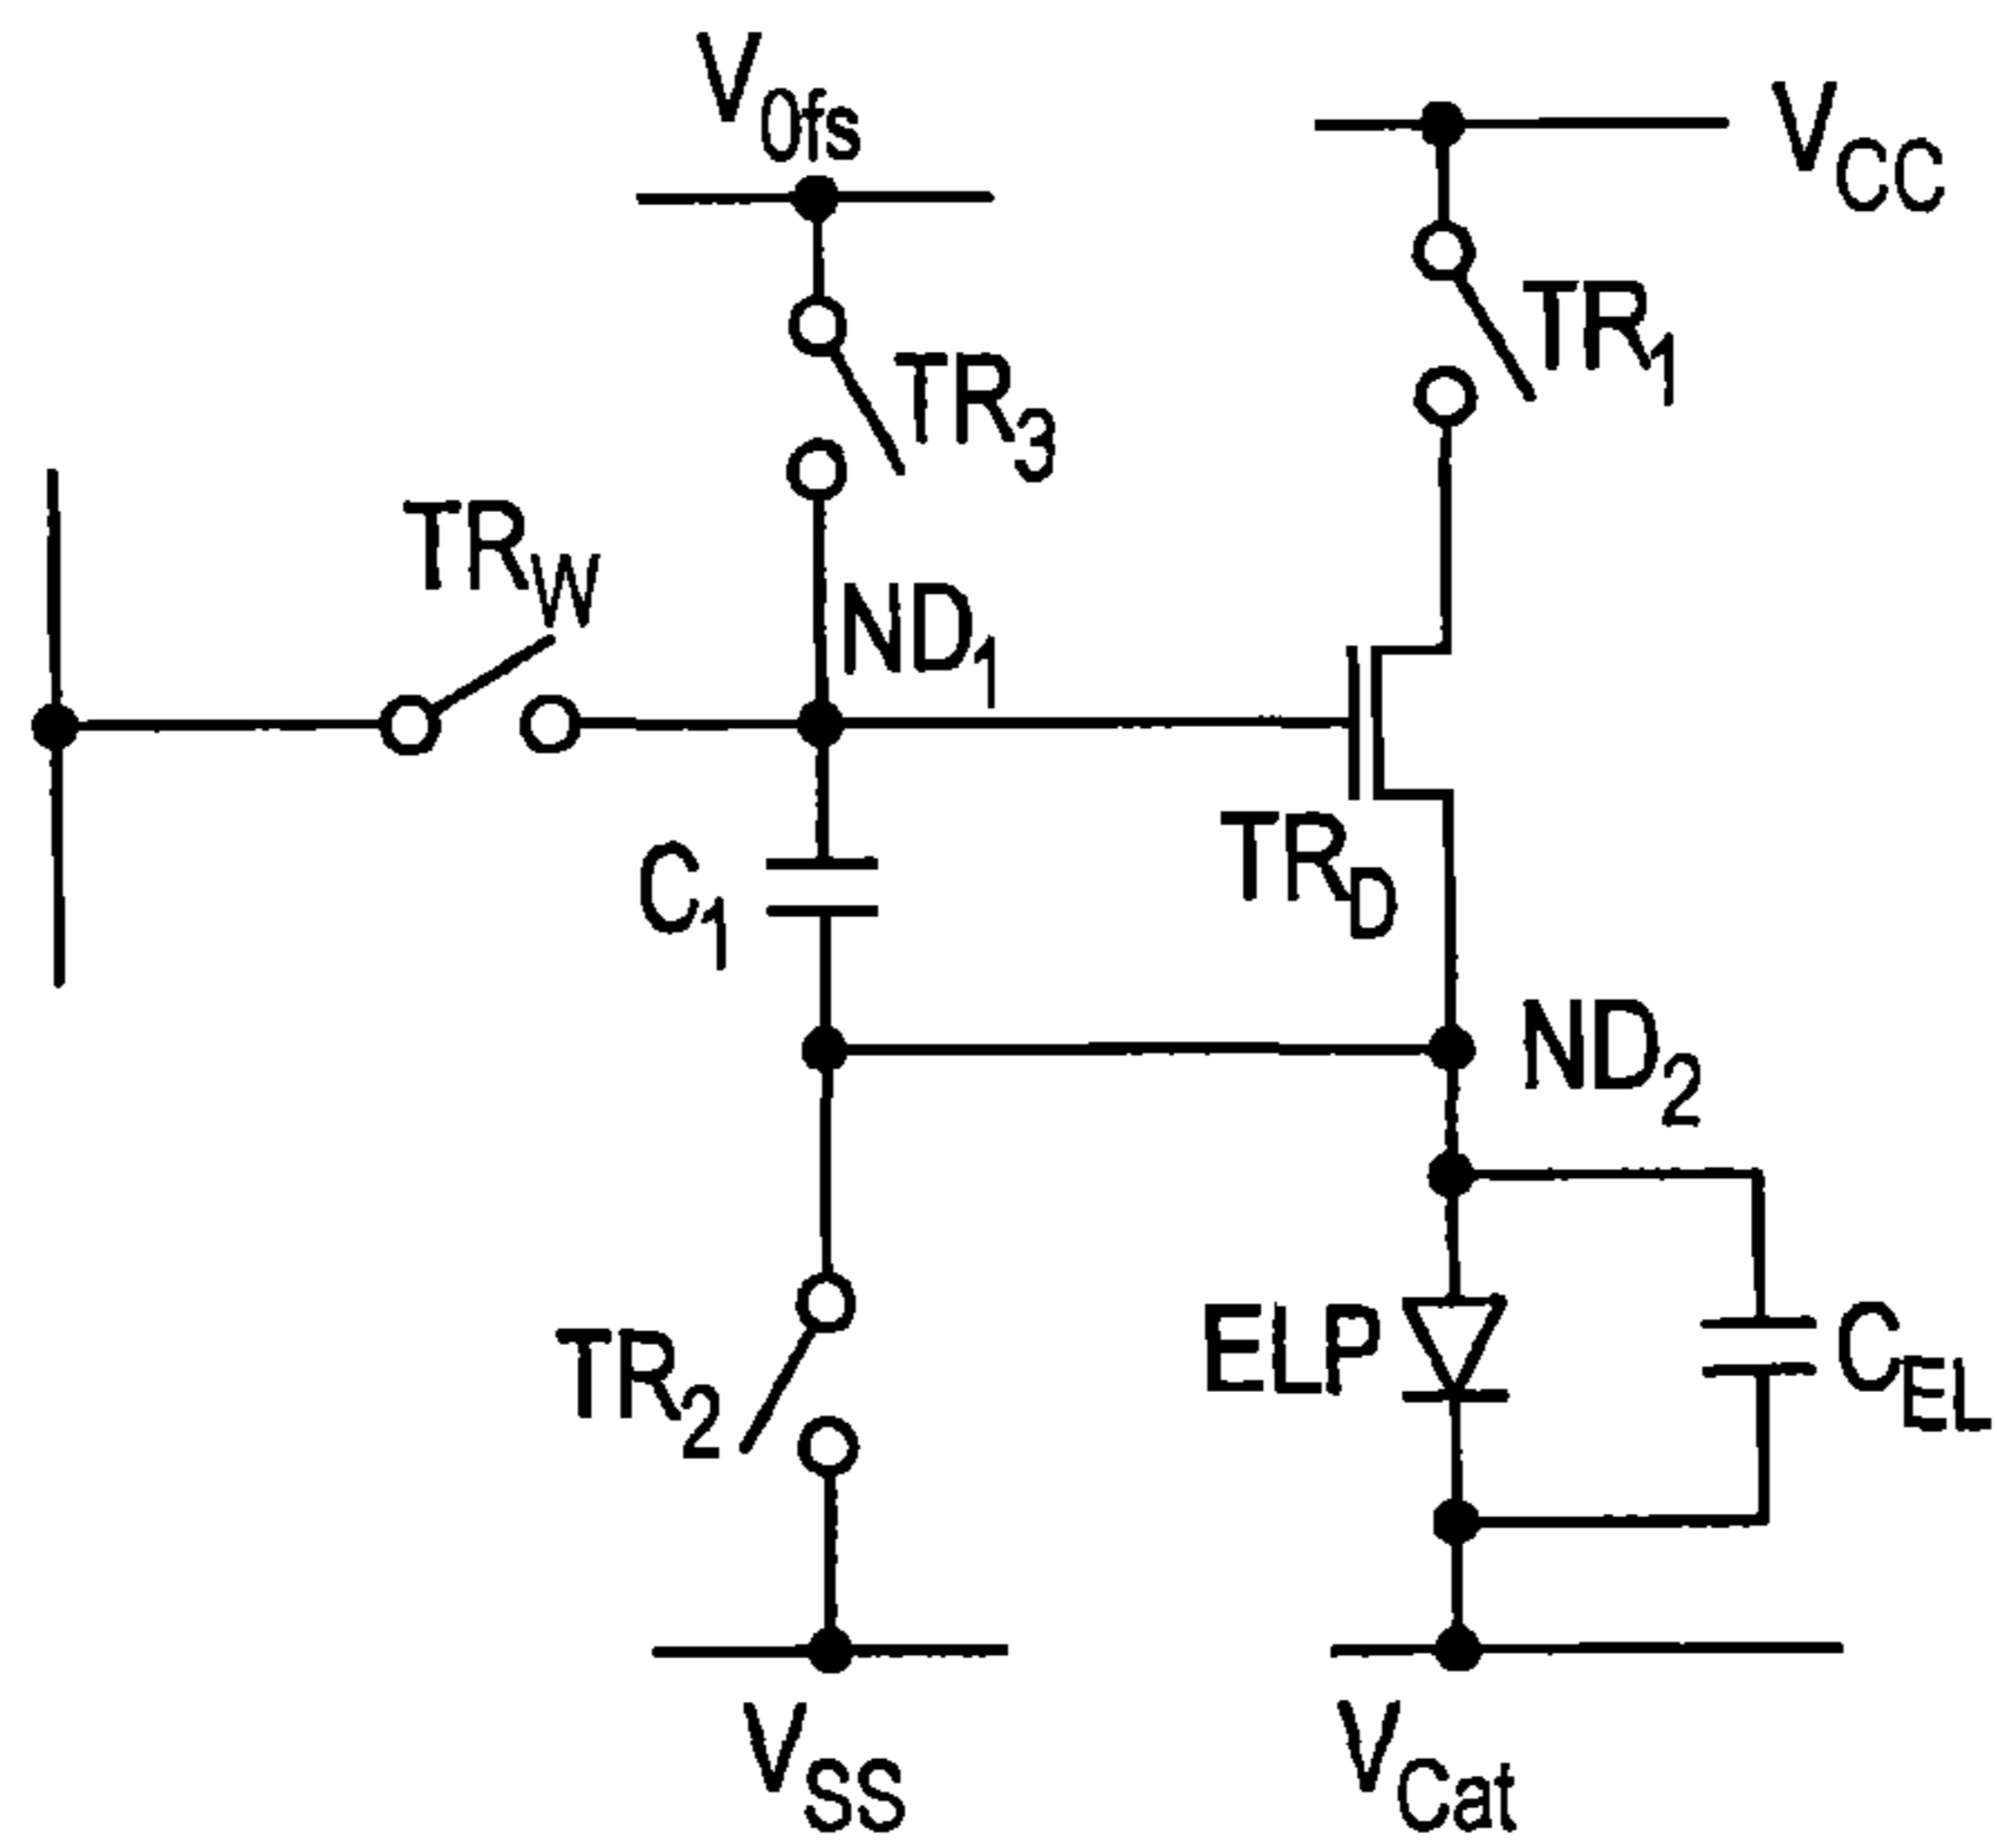 V0fs
VCC
TR1
TR3
TRW
ND1
C1
TRD
ND2
ELP
CEL
TR2
VSS
VCat